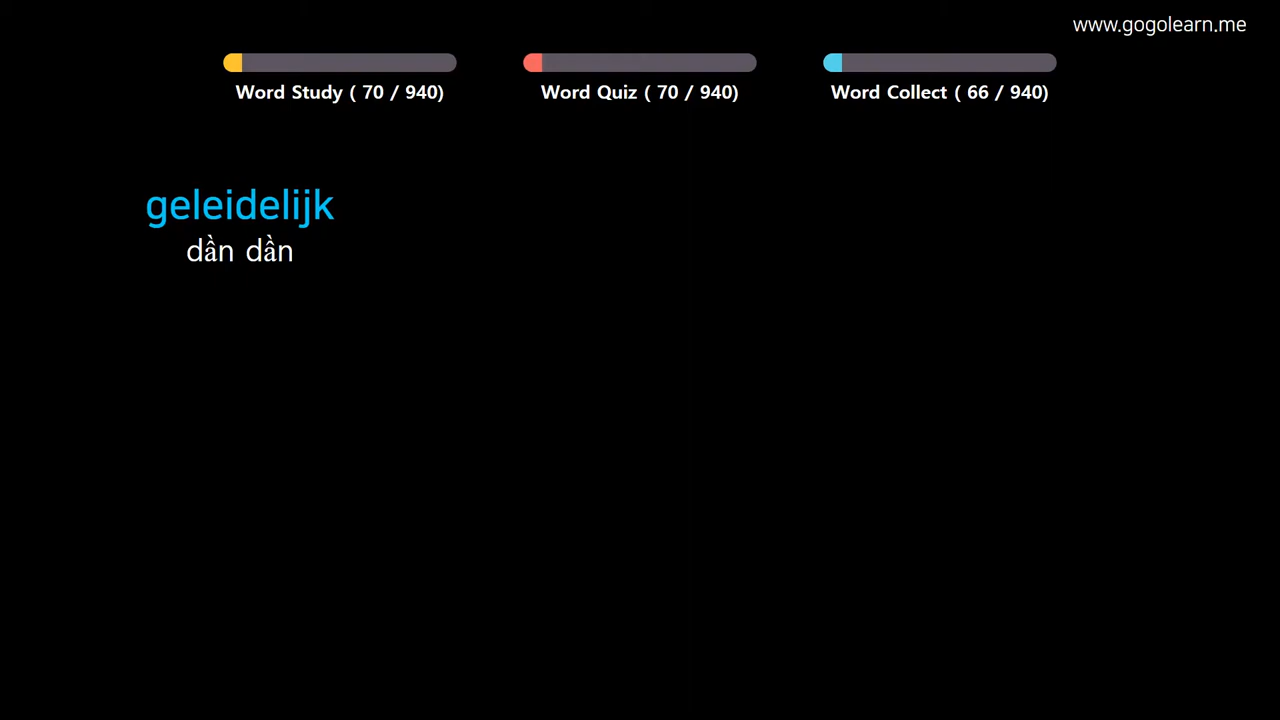 www.gogolearn.me
Word Study ( 70 / 940)
Word Quiz ( 70 / 940)
Word Collect ( 66 / 940)
geleidelijk
dần dần